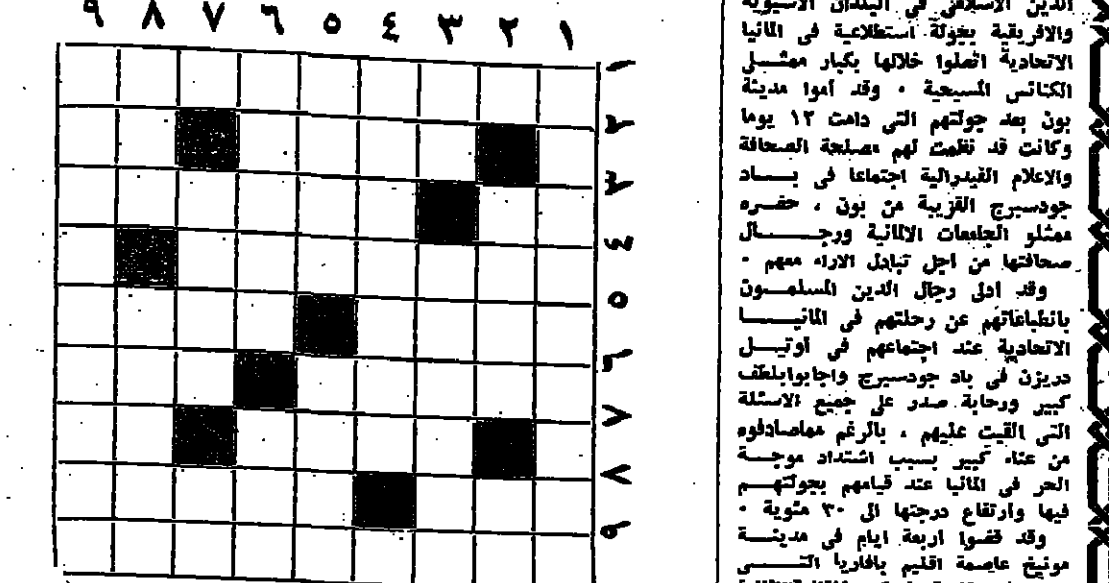 ٩ ٨ ٧ ٦ ٥ ٤ ٣ ٢ ١
١
٢
٣
٤
٥
٦
٧
٨
٩
الدين الاسلامى فى البلدان الاسيوية
والافريقية بجولة استطلاعية فى المانيا
الاتحادية اتصلوا خلالها بكبار ممثلى
الكنائس المسيحية ٠ وقد أموا مدينة
بون بعد جولتهم التى دامت ١٢ يوما
وكانت قد نظمت لهم مصلحة الصحافة
والاعلام الفيدرالية اجتماعا فى باد
جودسبرج القريبة من بون ، حضره
ممثلو الجامعات الالمانية ورجال
صحافتها من اجل تبادل الاراء معهم ٠
وقد ادلى رجال الدين المسلمون
بانطباعاتهم عن رحلتهم فى المانيا
الاتحادية عند اجتماعهم فى أوتيل
دريزن فى باد جودسبرج واجابوابلطف
كبير ورحابة صدر على جميع الاسئلة
التى القيت عليهم ، بالرغم مماصادفوه
من عناء كبير بسبب اشتداد موجة
الحر فى المانيا عند قيامهم بجولتهم
فيها وارتفاع درجتها الى ٣٠ مئوية ٠
وقد قضوا اربعة ايام فى مدينة
مونيخ عاصمة اقليم بافاريا التى